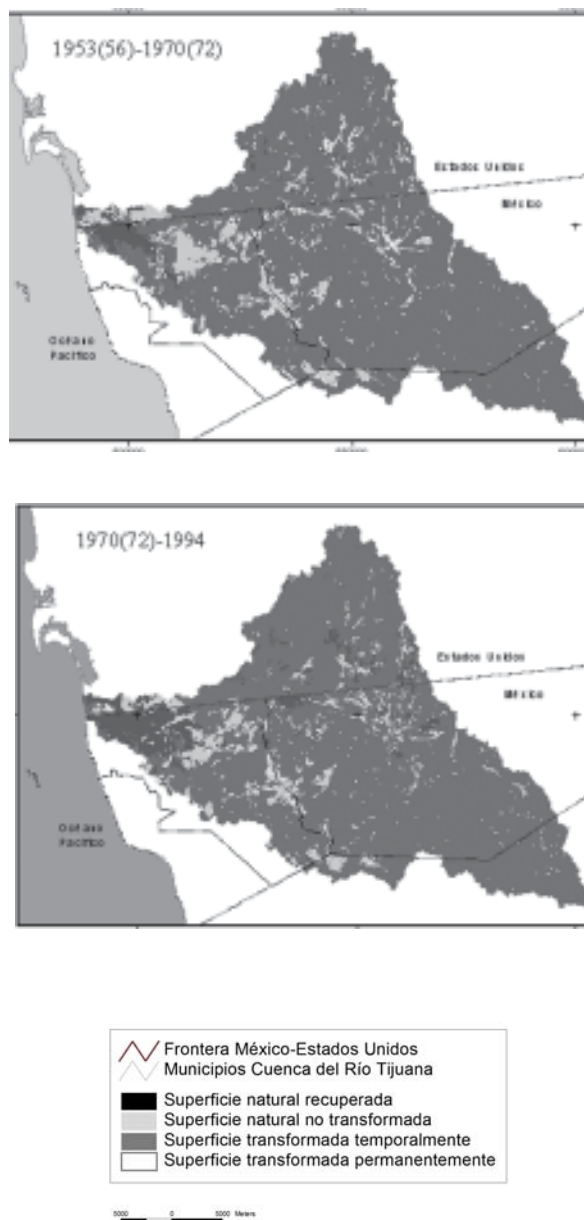 1953(56)-1970(72)
Estados Unidos
México
Océano
Pacífico
1970(72)-1994
Estados Unidos
México
Océano
Pacífico
Frontera México-Estados Unidos
Municipios Cuenca del Río Tijuana
Superficie natural recuperada
Superficie natural no transformada
Superficie transformada temporalmente
Superficie transformada permanentemente
5000 0 5000 Meters